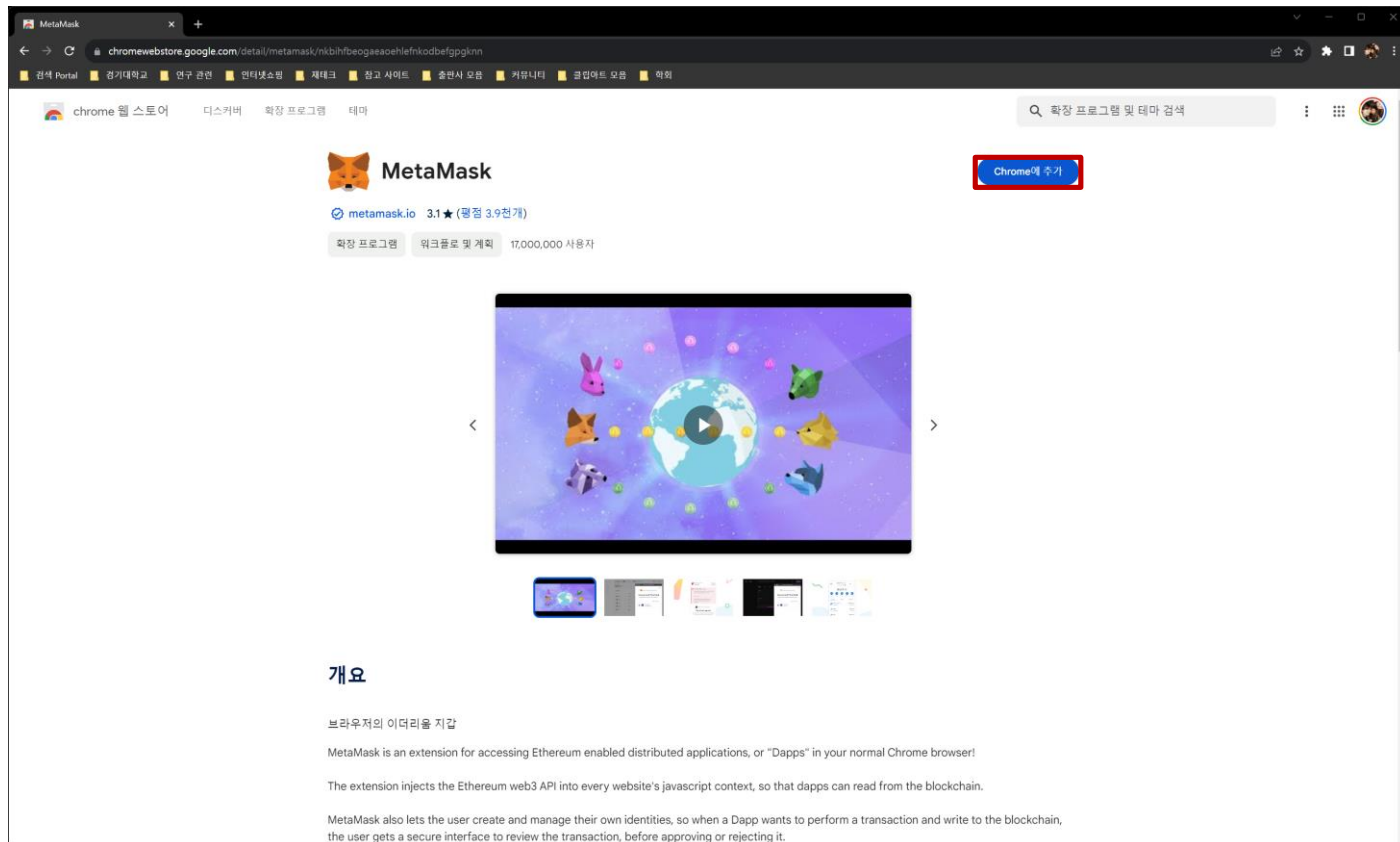 MetaMask
chromewebstore.google.com/detail/metamask/nkbihfbeogaeaoehlefnkodbefgpgknn
검색 Portal 경기대학교 연구 관련 인터넷쇼핑 재테크 참고 사이트 출판사 모음 커뮤니티 클립아트 모음 학회
chrome 웹 스토어 디스커버 확장 프로그램 테마 확장 프로그램 및 테마 검색
MetaMask
Chrome에 추가
metamask.io 3.1★ (평점 3.9천개)
확장 프로그램 워크플로 및 계획 17,000,000 사용자
개요
브라우저의 이더리움 지갑
MetaMask is an extension for accessing Ethereum enabled distributed applications, or "Dapps" in your normal Chrome browser!
The extension injects the Ethereum web3 API into every website's javascript context, so that dapps can read from the blockchain.
MetaMask also lets the user create and manage their own identities, so when a Dapp wants to perform a transaction and write to the blockchain,
the user gets a secure interface to review the transaction, before approving or rejecting it.